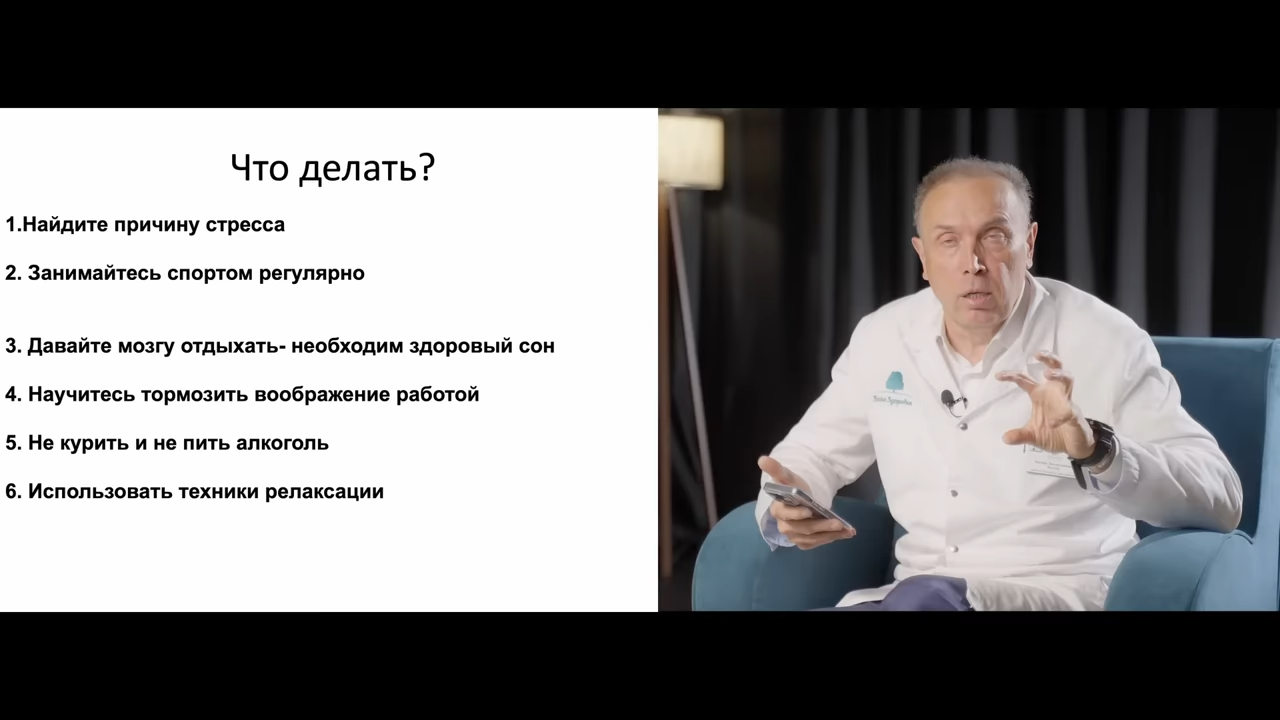 Что делать?
1.Найдите причину стресса
2. Занимайтесь спортом регулярно
3. Давайте мозгу отдыхать- необходим здоровый сон
4. Научитесь тормозить воображение работой
5. Не курить и не пить алкоголь
6. Использовать техники релаксации